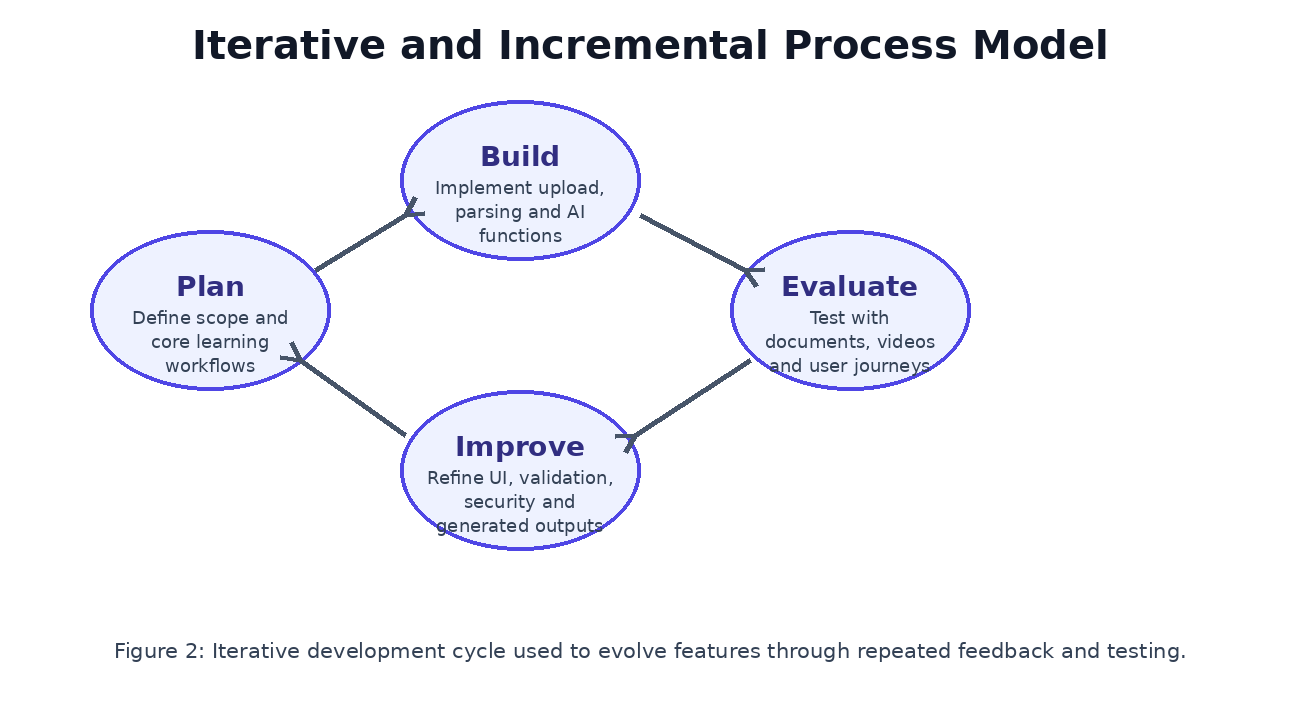 Iterative and Incremental Process Model
Build
Implement upload,
parsing and AI
functions
Plan
Define scope and
core learning
workflows
Evaluate
Test with
documents, videos
and user journeys
Improve
Refine UI, validation,
security and
generated outputs
Figure 2: Iterative development cycle used to evolve features through repeated feedback and testing.